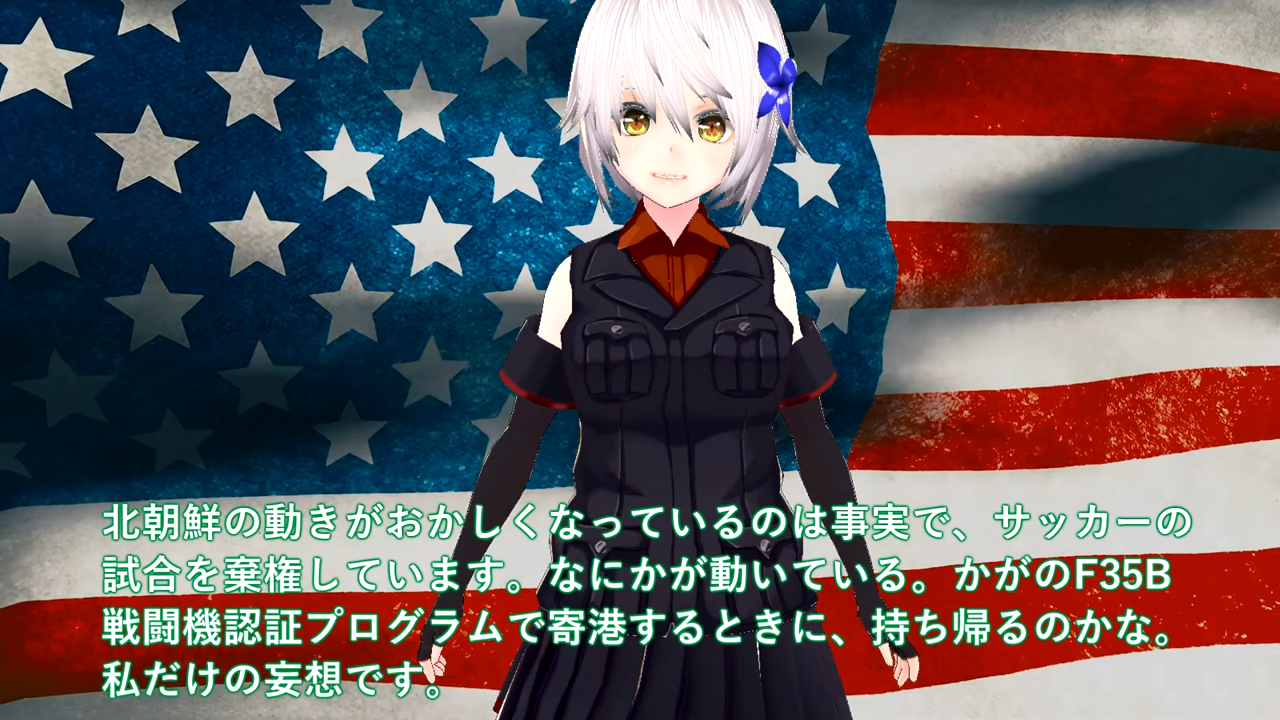 北朝鮮の動きがおかしくなっているのは事実で、サッカーの
試合を棄権しています。なにかが動いている。かがのF35B
戦闘機認証プログラムで寄港するときに、持ち帰るのかな。
私だけの妄想です。